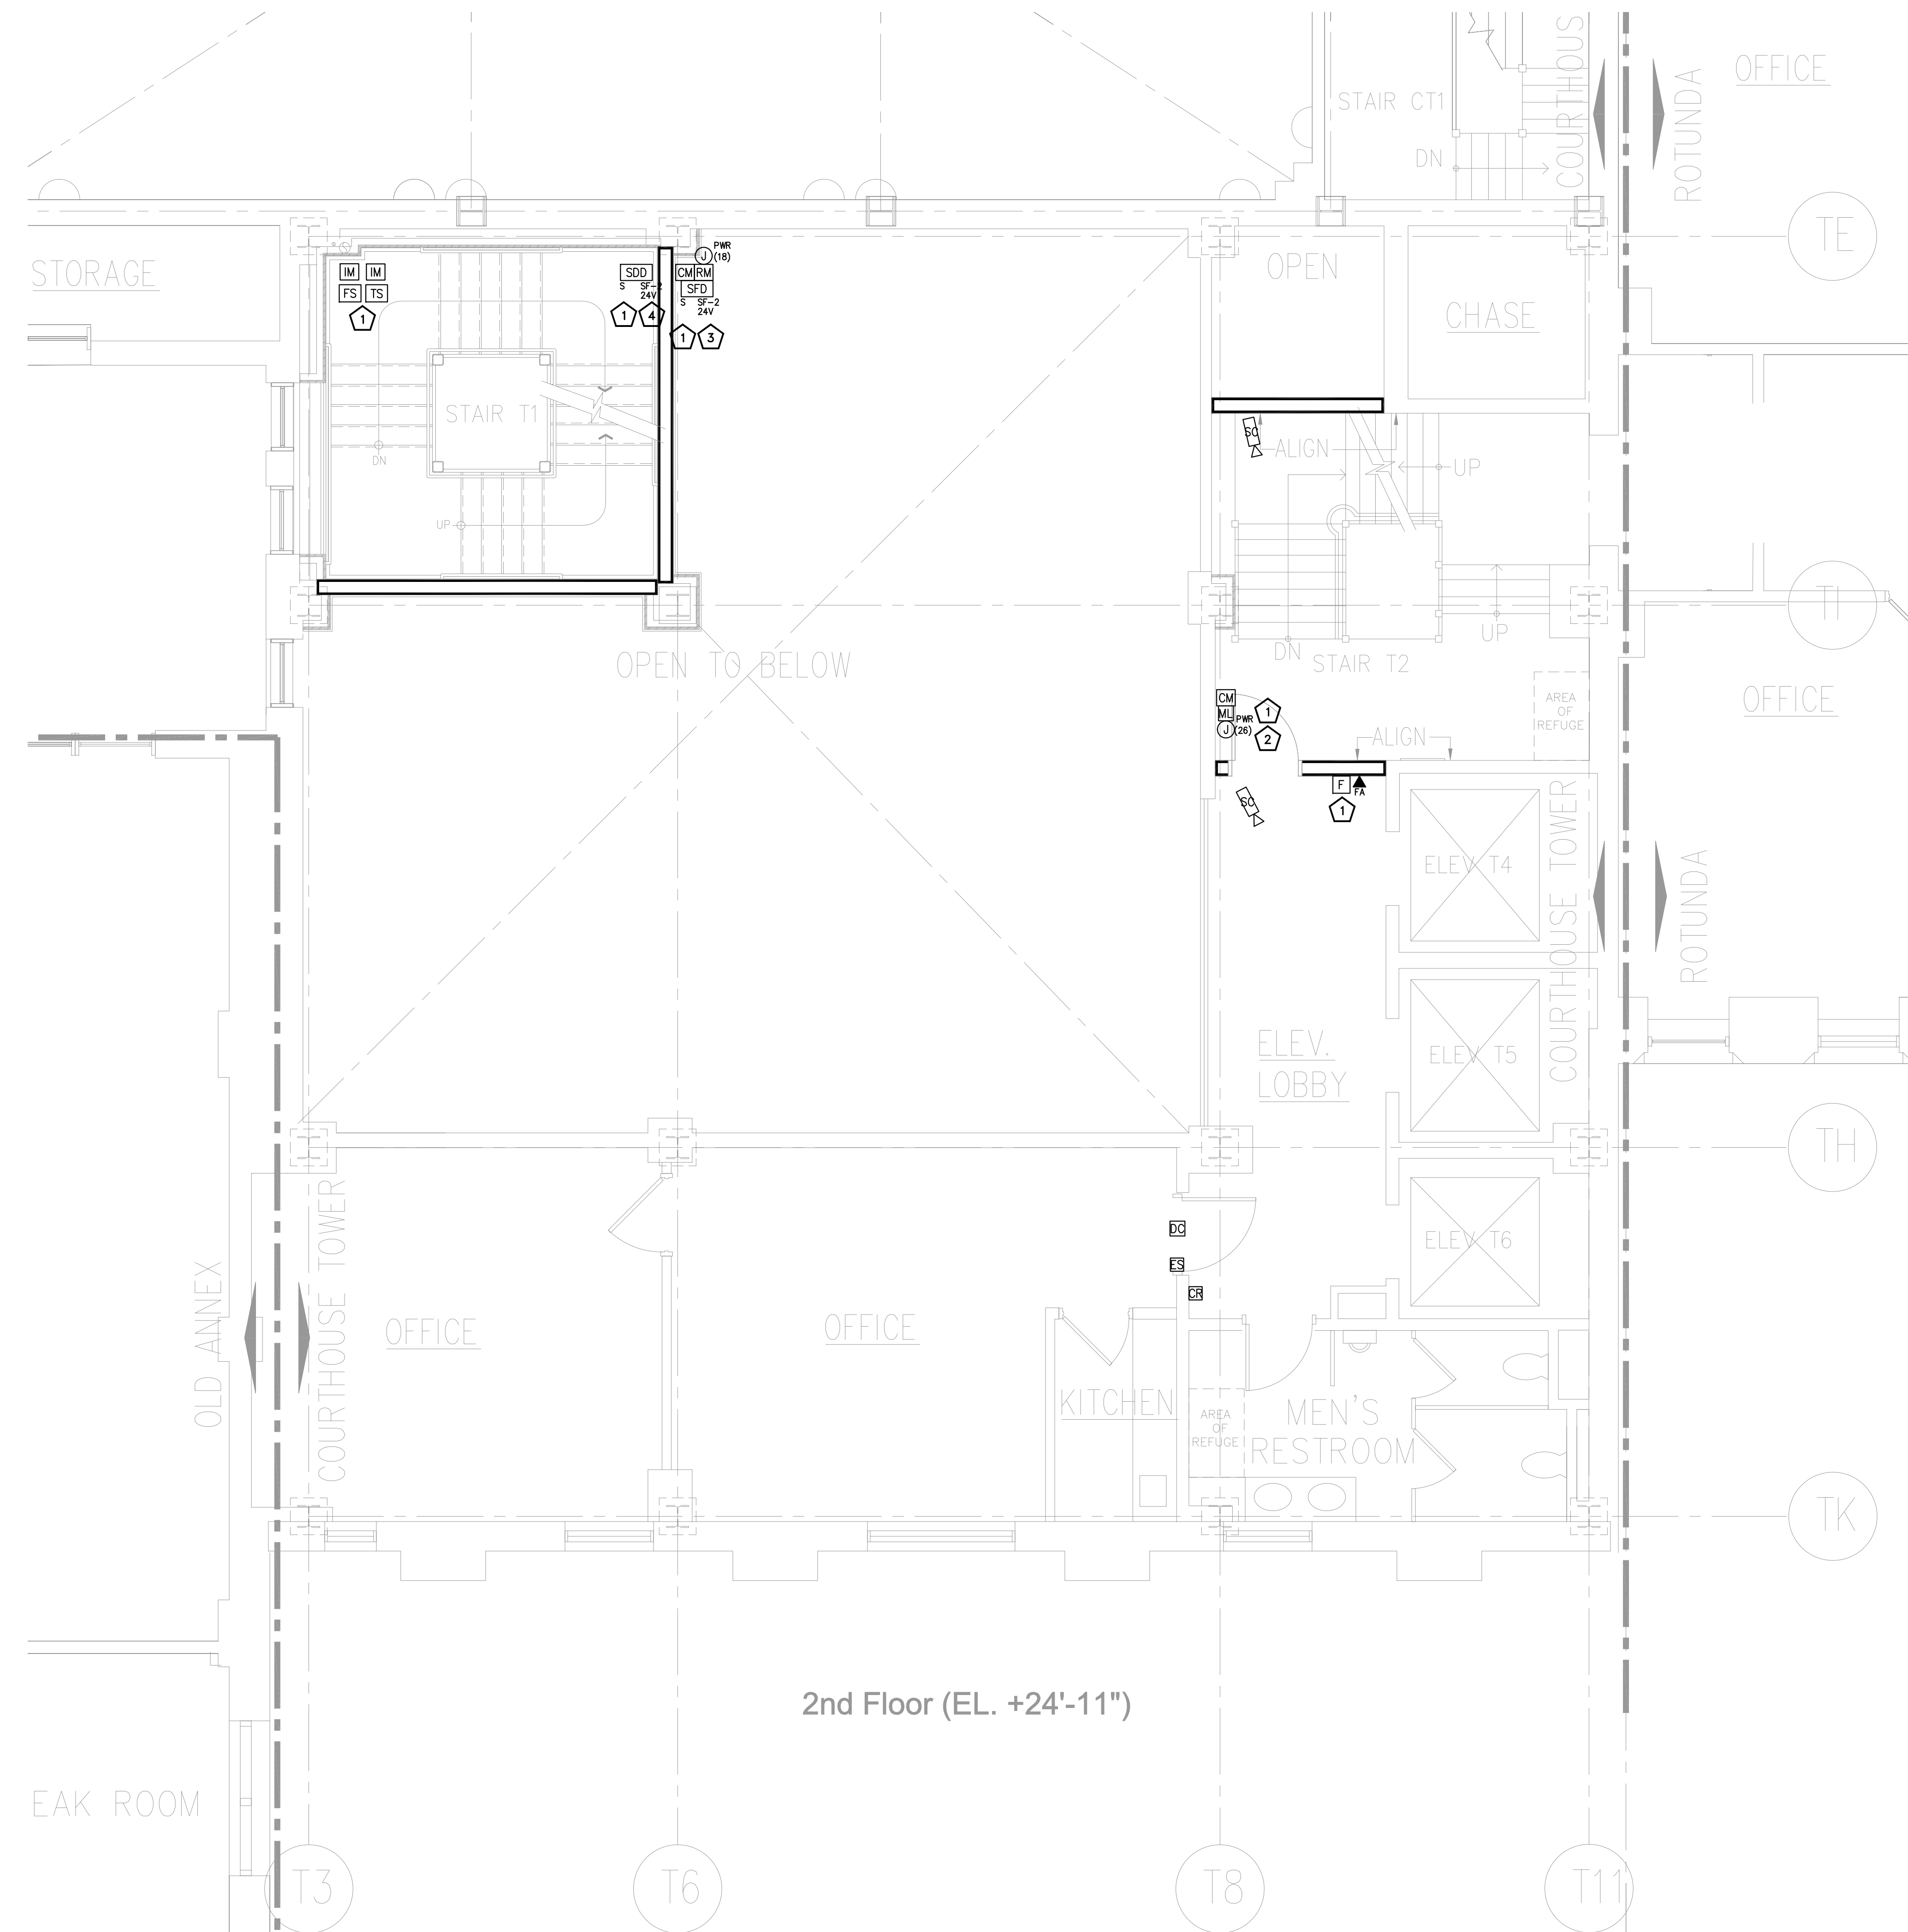 OFFICE
COURTHOUS
ROTUNDA
STAIR CT1
DN
TE
STORAGE
IM
IM
FS
TS
1
SDD
S
SF-2
24V
1
4
PWR
J
(18)
CM
RM
SFD
S
SF-2
24V
1
3
OPEN
CHASE
STAIR T1
DN
UP
SC
ALIGN
UP
UP
DN
STAIR T2
TI
OPEN TO BELOW
AREA
OF
REFUGE
OFFICE
CM
ML
J
PWR
(26)
1
2
ALIGN
F
FA
1
SC
ELEV T4
COURTHOUSE TOWER
ROTUNDA
ELEV.
LOBBY
ELEV T5
TH
ELEV T6
DC
ES
CR
OLD ANNEX
COURTHOUSE TOWER
OFFICE
OFFICE
KITCHEN
AREA
OF
REFUGE
MEN'S
RESTROOM
TK
2nd Floor (EL. +24'-11")
EAK ROOM
T3
T6
T8
T11